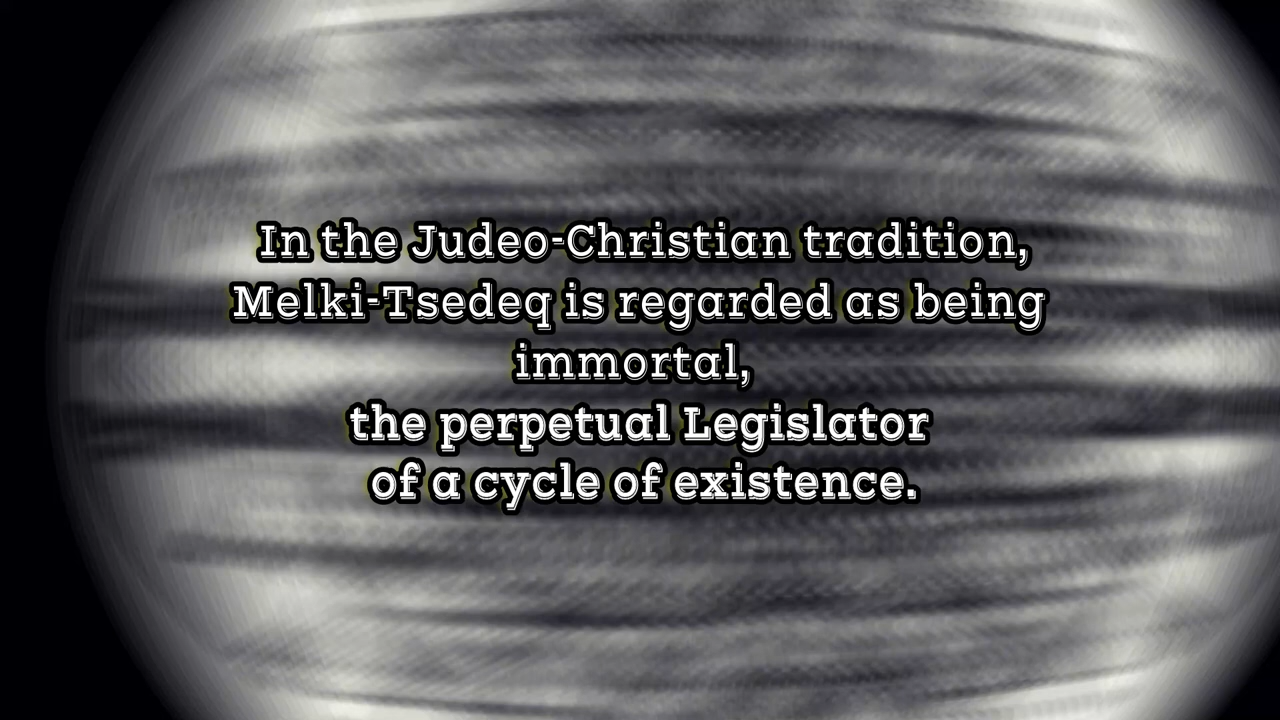 In the Judeo-Christian tradition,
Melki-Tsedeq is regarded as being
immortal,
the perpetual Legislator
of a cycle of existence.